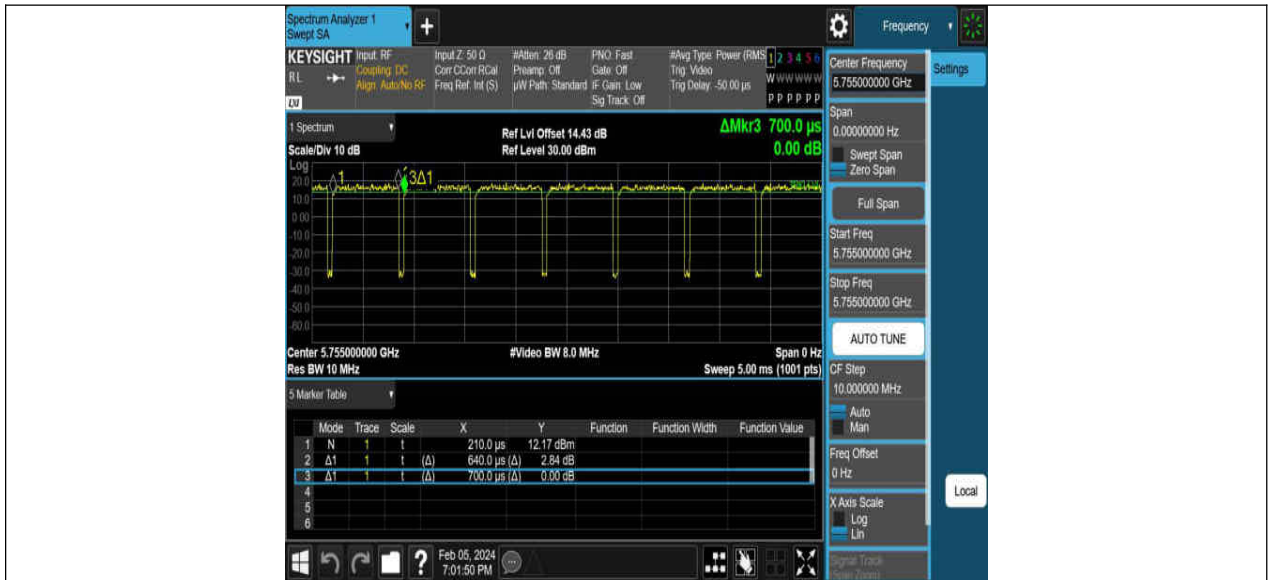 Spectrum Analyzer 1
Swept SA
+
Frequency
KEYSIGHT
RL
LXI
Input: RF
Coupling: DC
Align: Auto/No RF
Input Z: 50 Ω
Corr CCorr RCal
Freq Ref: Int (S)
#Atten: 26 dB
Preamp: Off
µW Path: Standard
PNO: Fast
Gate: Off
IF Gain: Low
Sig Track: Off
#Avg Type: Power (RMS
Trig: Video
Trig Delay: -50.00 µs
1 2 3 4 5 6
W W W W W W
P P P P P P
Center Frequency
5.755000000 GHz
Settings
1 Spectrum
Scale/Div 10 dB
Log
Ref Lvl Offset 14.43 dB
Ref Level 30.00 dBm
ΔMkr3 700.0 µs
0.00 dB
1
3Δ1
20.0
10.0
0.00
-10.0
-20.0
-30.0
-40.0
-50.0
-60.0
Center 5.755000000 GHz
Res BW 10 MHz
#Video BW 8.0 MHz
Span 0 Hz
Sweep 5.00 ms (1001 pts)
Span
0.00000000 Hz
Swept Span
Zero Span
Full Span
Start Freq
5.755000000 GHz
Stop Freq
5.755000000 GHz
AUTO TUNE
CF Step
10.000000 MHz
Auto
Man
Freq Offset
0 Hz
X Axis Scale
Log
Lin
Signal Track
(Span Zoom)
Local
5 Marker Table
Mode Trace Scale X Y Function Function Width Function Value
1 N 1 t 210.0 µs 12.17 dBm
2 Δ1 1 t (Δ) 640.0 µs (Δ) 2.84 dB
3 Δ1 1 t (Δ) 700.0 µs (Δ) 0.00 dB
4
5
6
?
Feb 05, 2024
7:01:50 PM